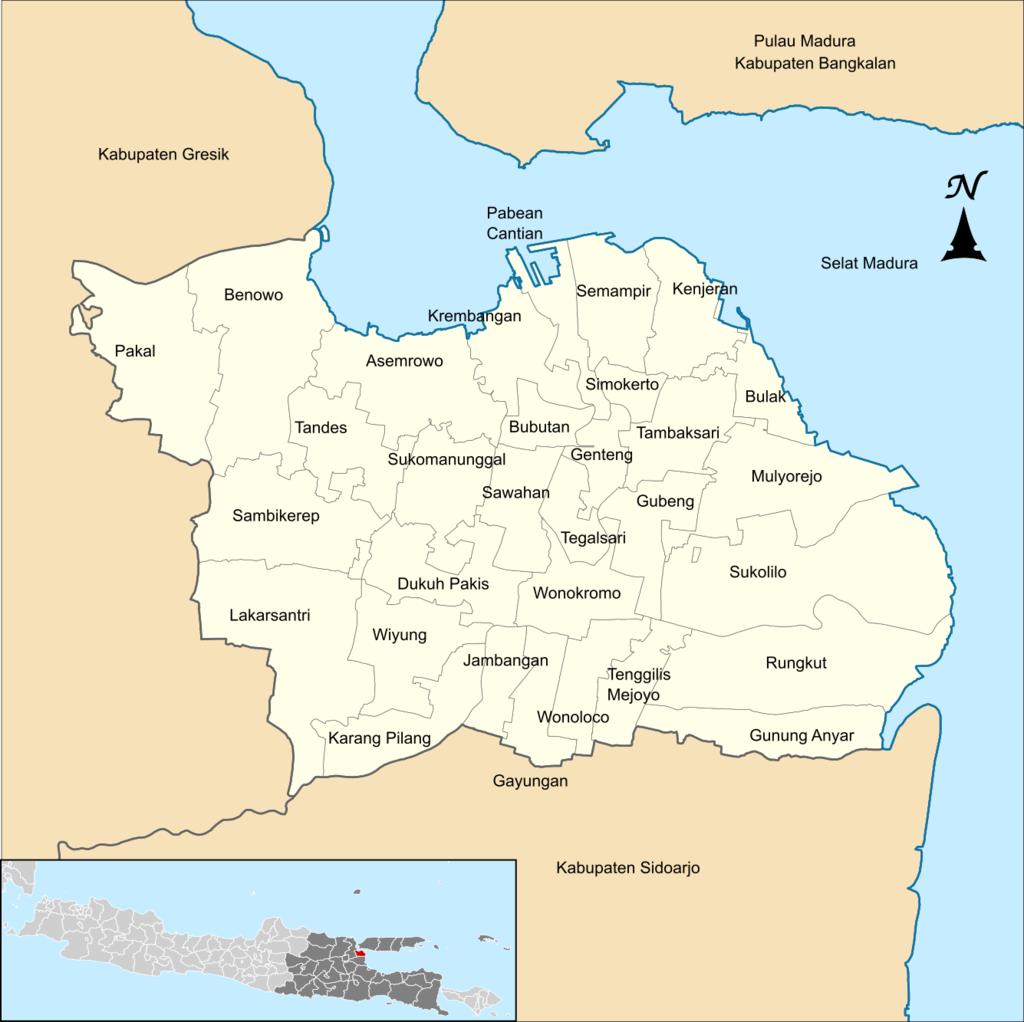 Pulau Madura
Kabupaten Bangkalan
Kabupaten Gresik
N
Pabean
Cantian
Selat Madura
Benowo
Semampir
Kenjeran
Krembangan
Pakal
Asemrowo
Simokerto
Bulak
Tandes
Bubutan
Tambaksari
Sukomanunggal
Genteng
Mulyorejo
Sawahan
Gubeng
Sambikerep
Tegalsari
Sukolilo
Dukuh Pakis
Wonokromo
Lakarsantri
Wiyung
Jambangan
Rungkut
Tenggilis
Mejoyo
Wonoloco
Karang Pilang
Gunung Anyar
Gayungan
Kabupaten Sidoarjo